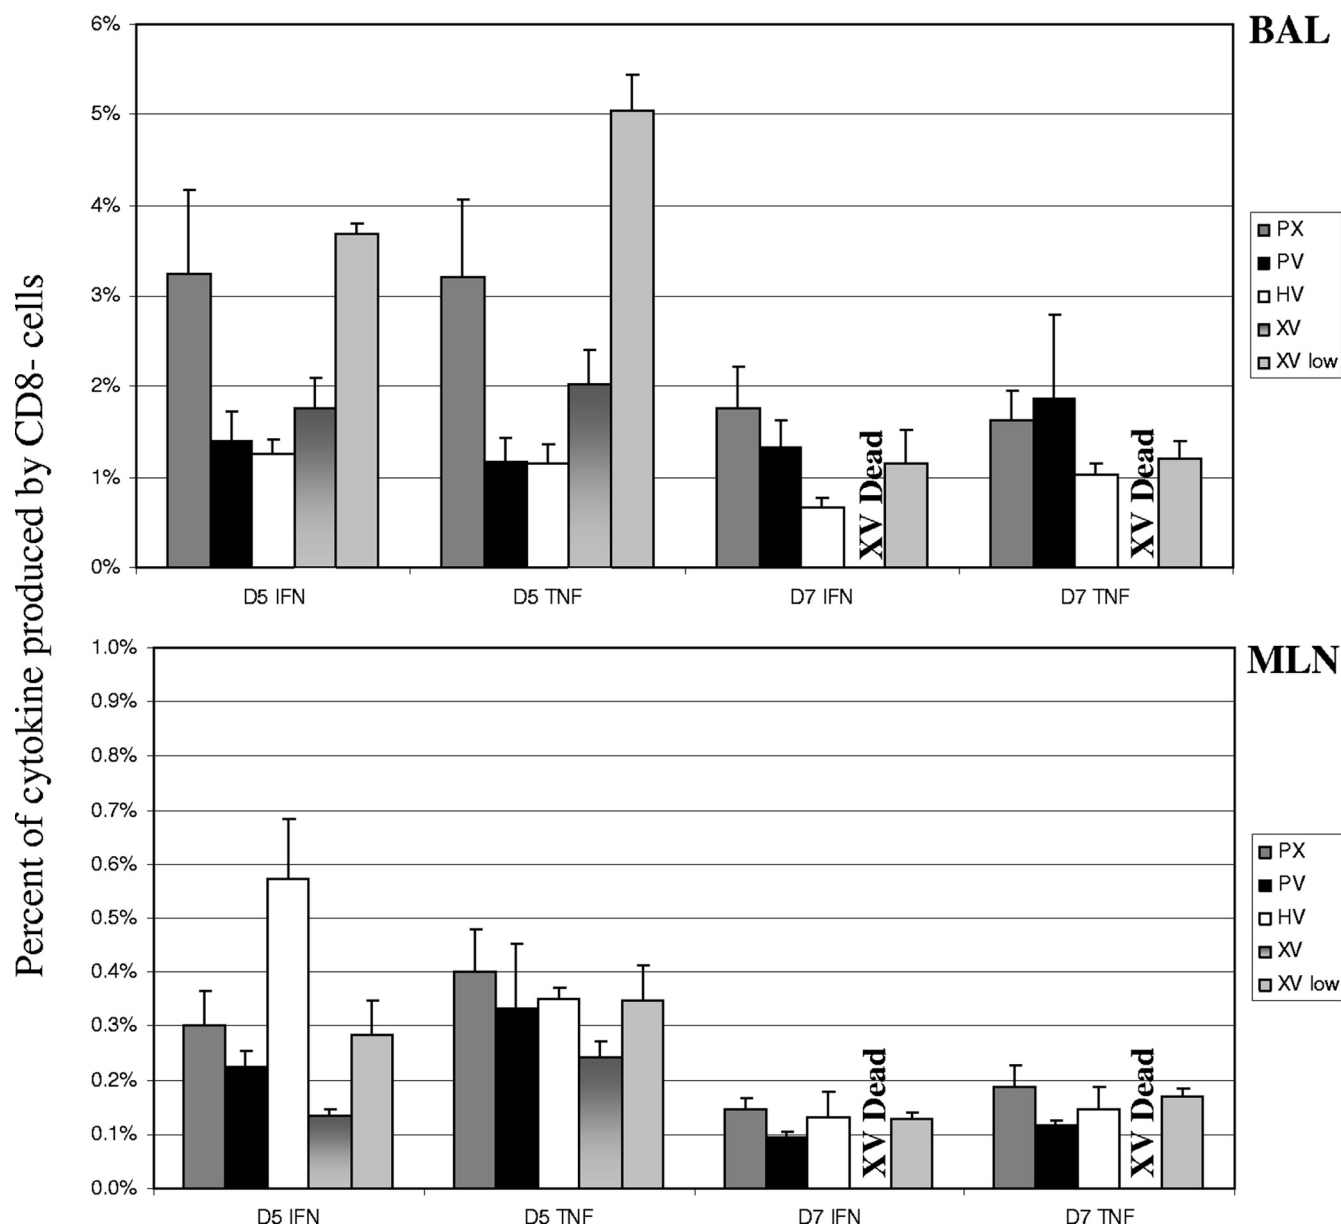 BAL
6%
5%
4%
3%
2%
1%
0%
XV Dead
XV Dead
D5 IFN
D5 TNF
D7 IFN
D7 TNF
PX
PV
HV
XV
XV low
Percent of cytokine produced by CD8- cells
MLN
1.0%
0.9%
0.8%
0.7%
0.6%
0.5%
0.4%
0.3%
0.2%
0.1%
0.0%
XV Dead
XV Dead
D5 IFN
D5 TNF
D7 IFN
D7 TNF
PX
PV
HV
XV
XV low